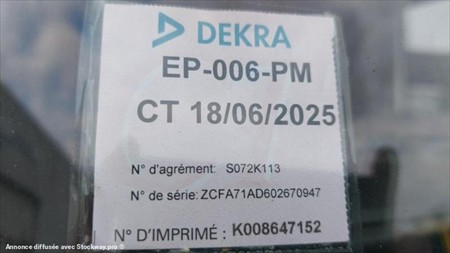 DEKRA
EP-006-PM
CT 18/06/2025
N° d'agrément: S072K113
N° de série: ZCFA71AD602670947
N° D'IMPRIMÉ : K008647152
Annonce diffusée avec Stockway.pro ®